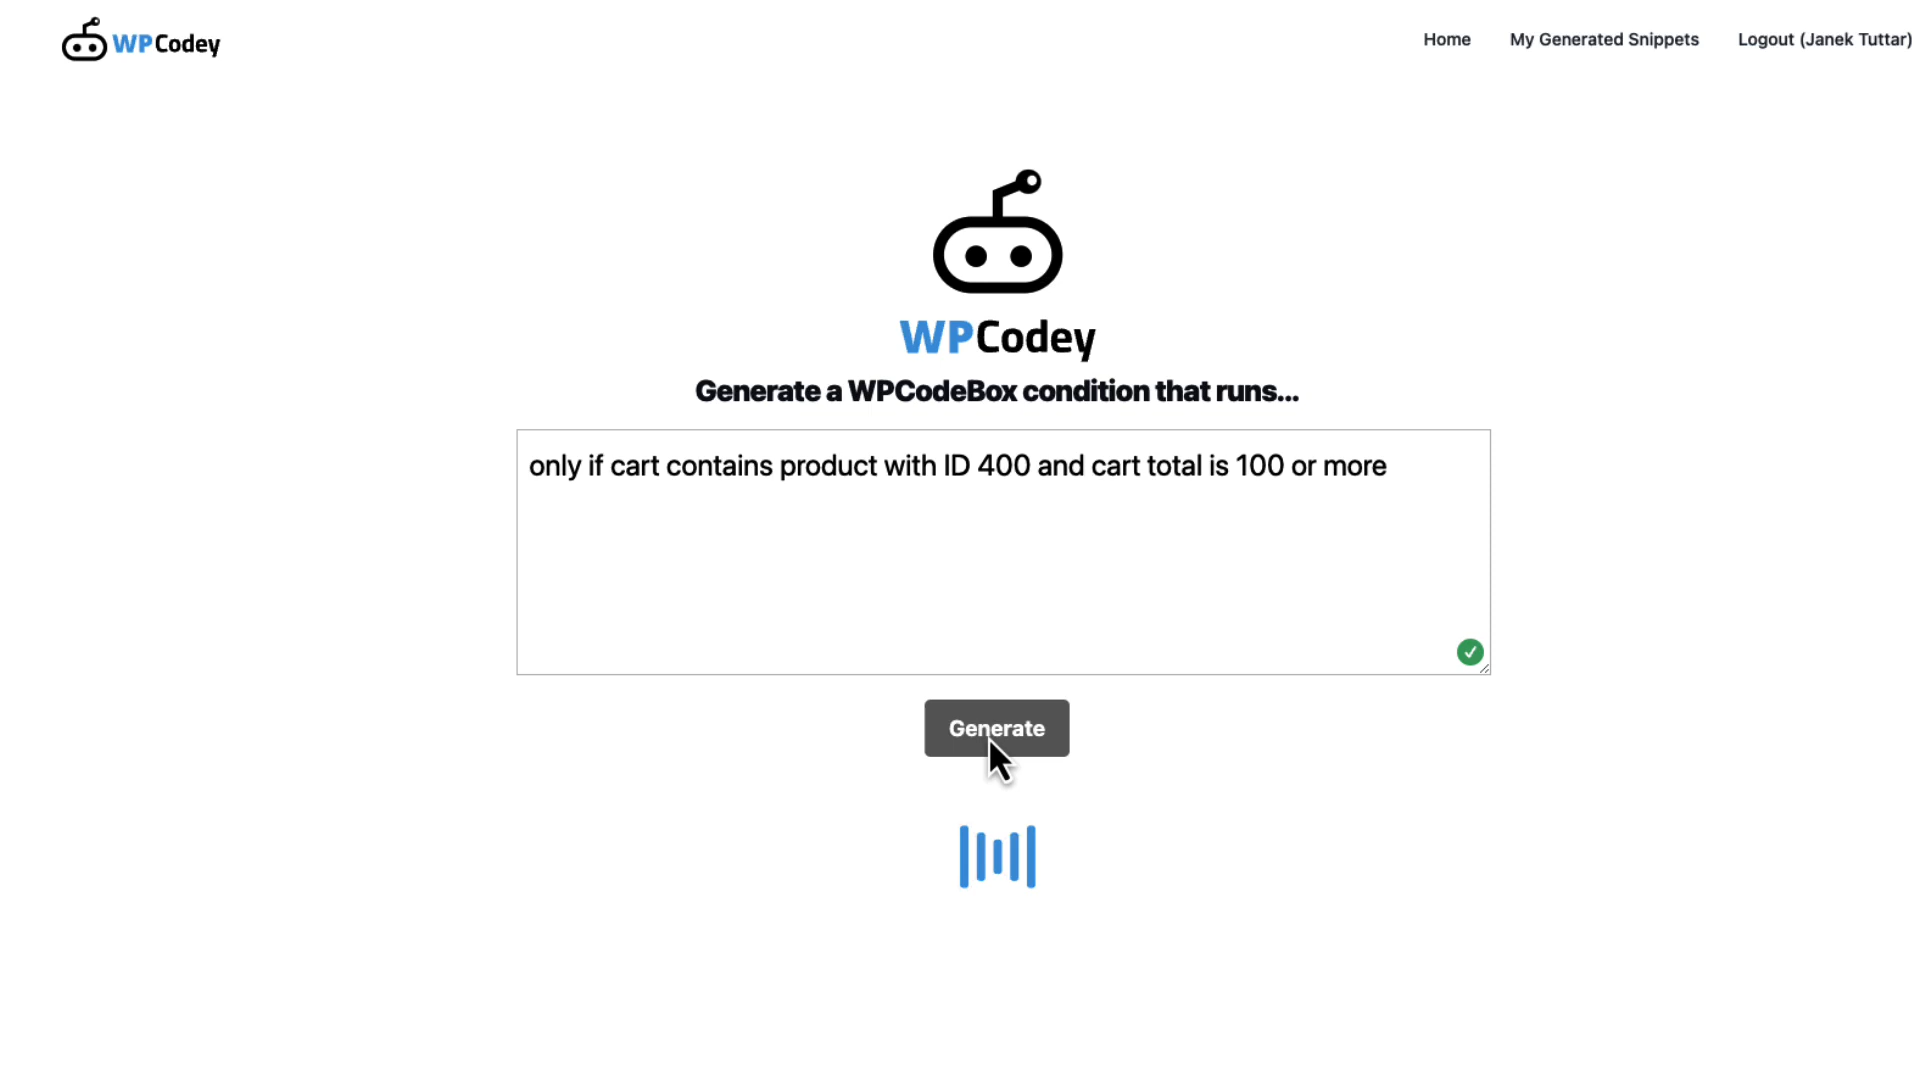 WPCodey
Home
My Generated Snippets
Logout (Janek Tuttar)
WPCodey
Generate a WPCodeBox condition that runs...
only if cart contains product with ID 400 and cart total is 100 or more
Generate